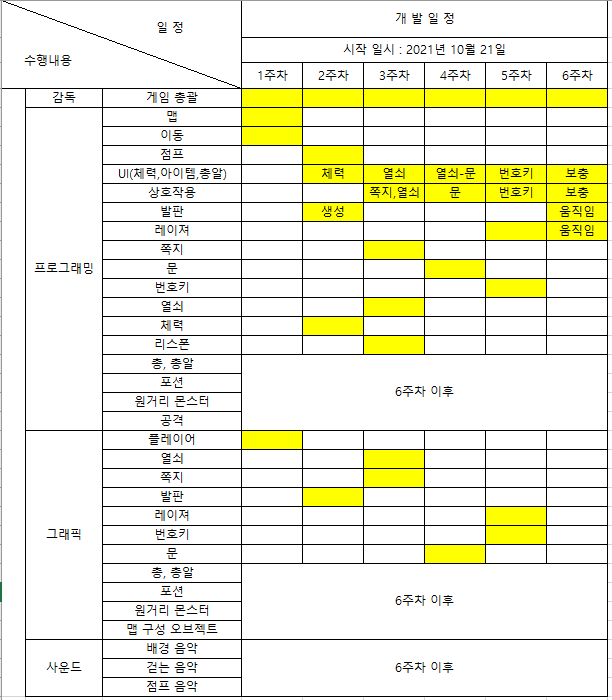 일 정
개 발 일 정
수행내용
시작 일시 : 2021년 10월 21일
1주차 2주차 3주차 4주차 5주차 6주차
감독 게임 총괄
프로그래밍
맵
이동
점프
UI(체력,아이템,총알) 체력 열쇠 열쇠-문 번호키 보충
상호작용 쪽지,열쇠 문 번호키 보충
발판 생성 움직임
레이져 움직임
쪽지
문
번호키
열쇠
체력
리스폰
총, 총알
포션
원거리 몬스터
공격
6주차 이후
그래픽
플레이어
열쇠
쪽지
발판
레이져
번호키
문
총, 총알
포션
원거리 몬스터
맵 구성 오브젝트
6주차 이후
사운드
배경 음악
걷는 음악
점프 음악
6주차 이후